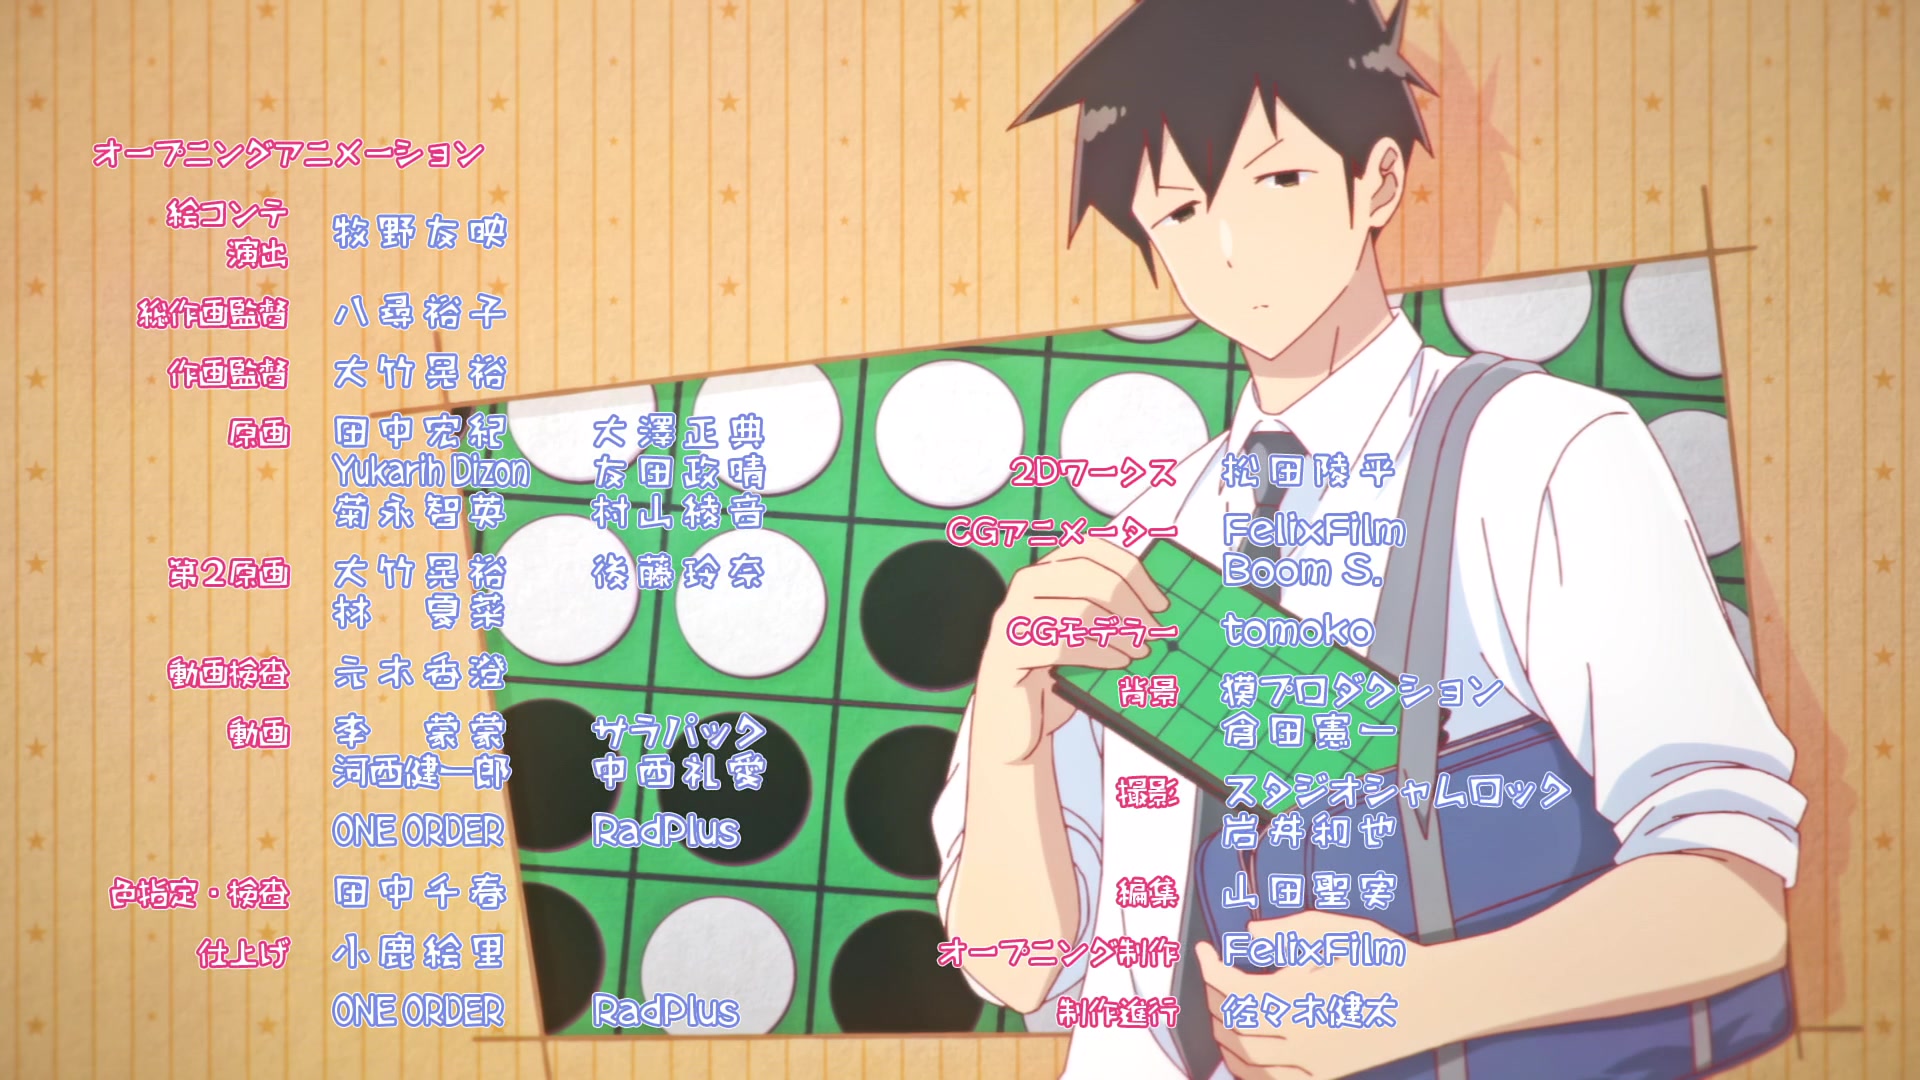 オープニングアニメーション
絵コンテ
演出
牧野友映
総作画監督 八尋裕子
作画監督 大竹晃裕
原画 田中宏紀 大澤正典
Yukarih Dizon 友田政晴
菊永智英 村山綾音
第2原画 大竹晃裕 後藤玲奈
林 夏菜
動画検査 元木香澄
動画 李 蒙蒙 サラパック
河西健一郎 中西礼愛
ONE ORDER RadPlus
色指定・検査 田中千春
仕上げ 小鹿絵里
ONE ORDER RadPlus
2Dワークス 松田陵平
CGアニメーター FelixFilm
Boom S.
CGモデラー tomoko
背景 獏プロダクション
倉田憲一
撮影 スタジオシャムロック
岩井和也
編集 山田聖実
オープニング制作 FelixFilm
制作進行 佐々木健太